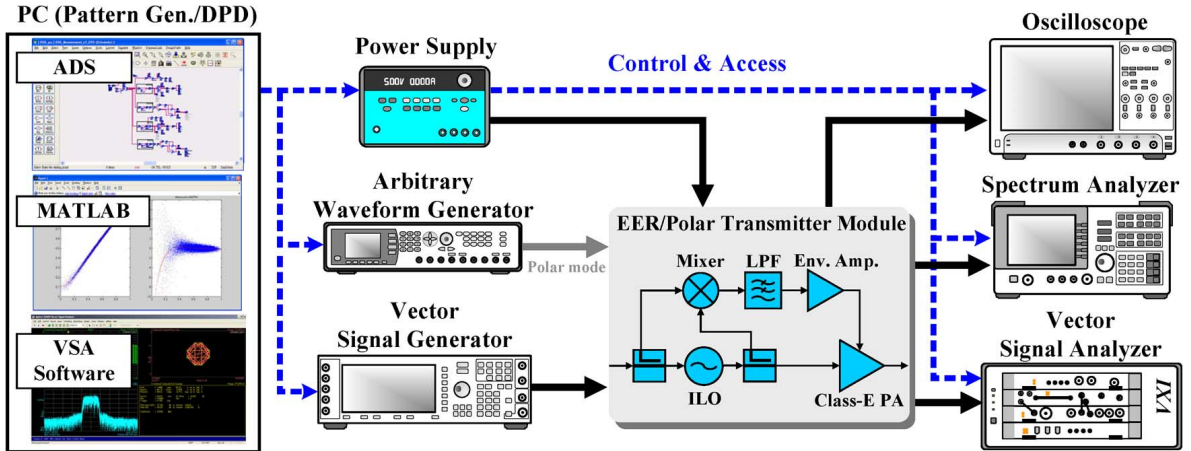 PC (Pattern Gen./DPD)
ADS
MATLAB
VSA
Software
Power Supply
Control & Access
Arbitrary
Waveform Generator
Polar mode
Vector
Signal Generator
EER/Polar Transmitter Module
Mixer
LPF
Env. Amp.
ILO
Class-E PA
Oscilloscope
Spectrum Analyzer
Vector
Signal Analyzer
IXA